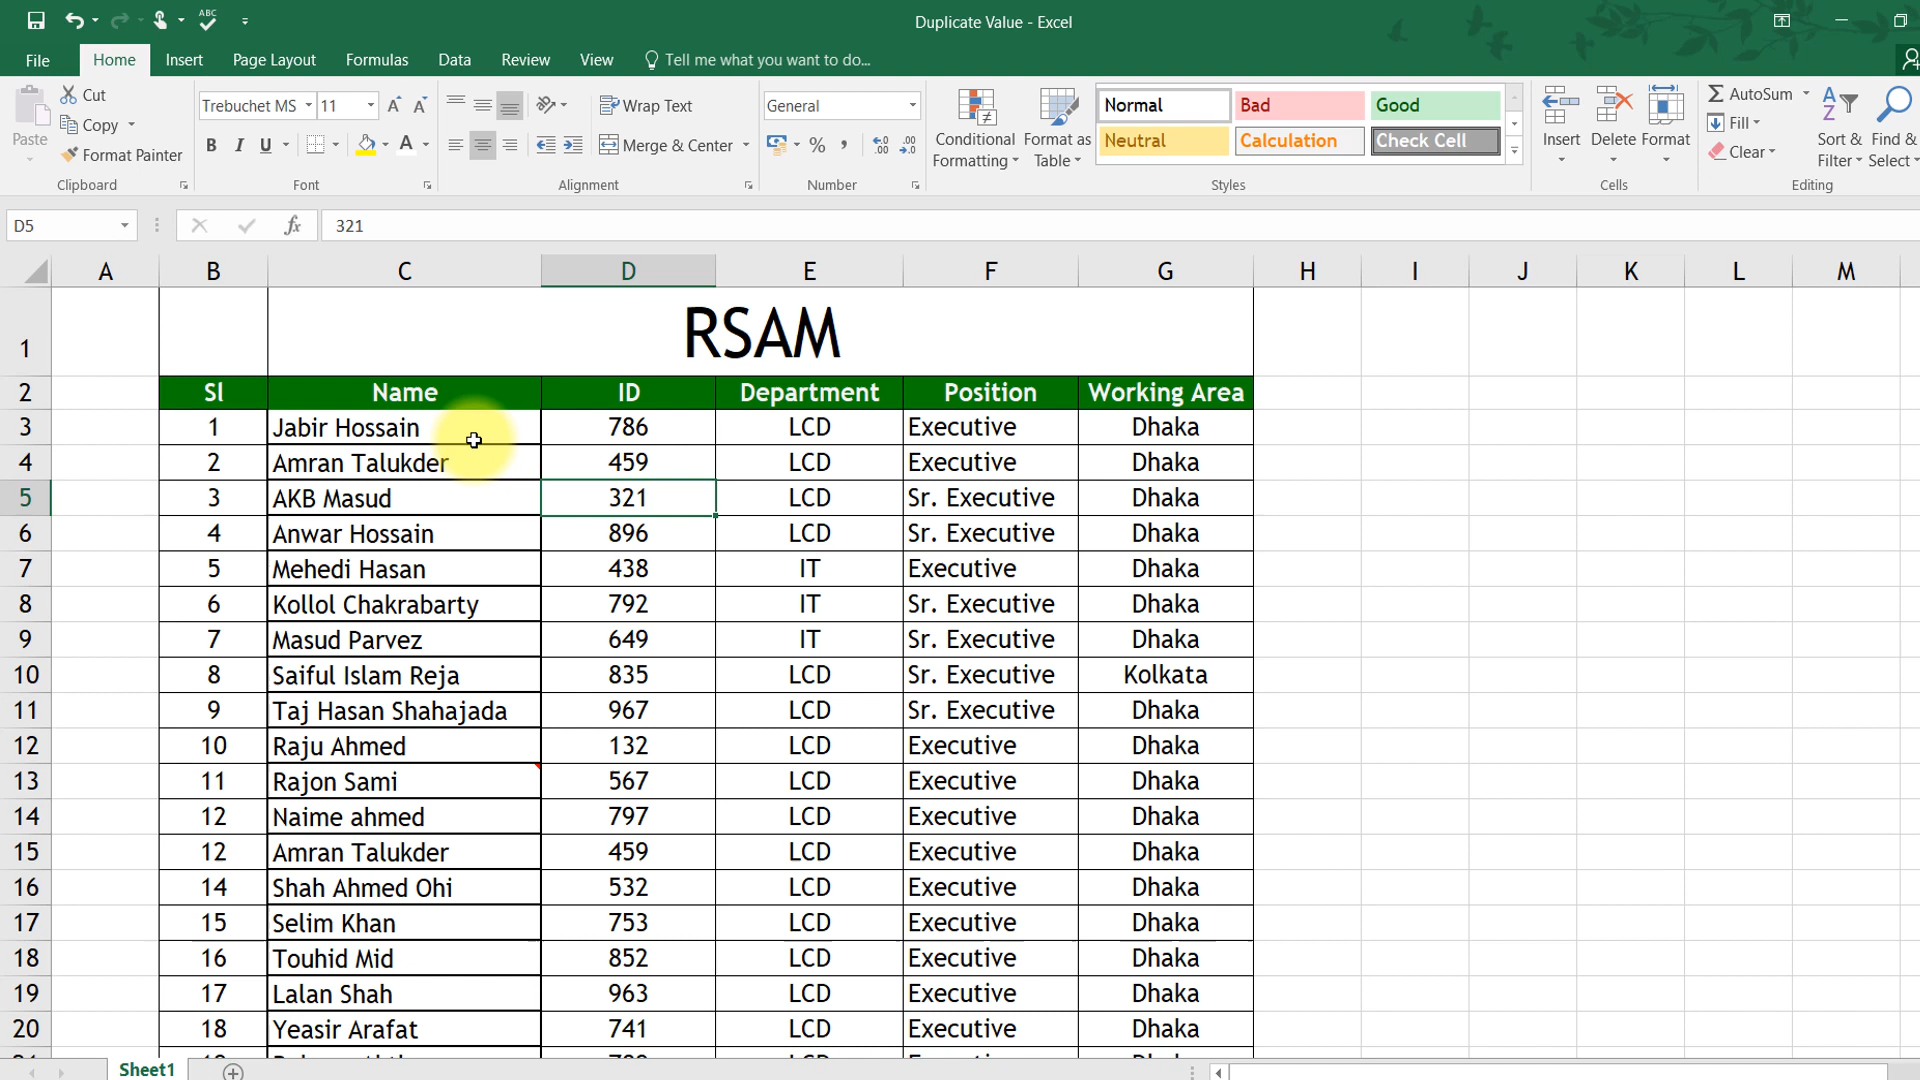 ABC
Duplicate Value - Excel
File Home Insert Page Layout Formulas Data Review View Tell me what you want to do...
Paste Cut Copy Format Painter
Clipboard
Trebuchet MS 11
B I U A
Font
Wrap Text
Merge & Center
Alignment
General
%
Number
Conditional Formatting
Format as Table
Normal Bad Good
Neutral Calculation Check Cell
Styles
Insert Delete Format
Cells
AutoSum
Fill
Clear
Sort & Filter
Find & Select
Editing
D5 fx 321
A B C D E F G H I J K L M
1 RSAM
2 Sl Name ID Department Position Working Area
3 1 Jabir Hossain 786 LCD Executive Dhaka
4 2 Amran Talukder 459 LCD Executive Dhaka
5 3 AKB Masud 321 LCD Sr. Executive Dhaka
6 4 Anwar Hossain 896 LCD Sr. Executive Dhaka
7 5 Mehedi Hasan 438 IT Executive Dhaka
8 6 Kollol Chakrabarty 792 IT Sr. Executive Dhaka
9 7 Masud Parvez 649 IT Sr. Executive Dhaka
10 8 Saiful Islam Reja 835 LCD Sr. Executive Kolkata
11 9 Taj Hasan Shahajada 967 LCD Sr. Executive Dhaka
12 10 Raju Ahmed 132 LCD Executive Dhaka
13 11 Rajon Sami 567 LCD Executive Dhaka
14 12 Naime ahmed 797 LCD Executive Dhaka
15 12 Amran Talukder 459 LCD Executive Dhaka
16 14 Shah Ahmed Ohi 532 LCD Executive Dhaka
17 15 Selim Khan 753 LCD Executive Dhaka
18 16 Touhid Mid 852 LCD Executive Dhaka
19 17 Lalan Shah 963 LCD Executive Dhaka
20 18 Yeasir Arafat 741 LCD Executive Dhaka
Sheet1